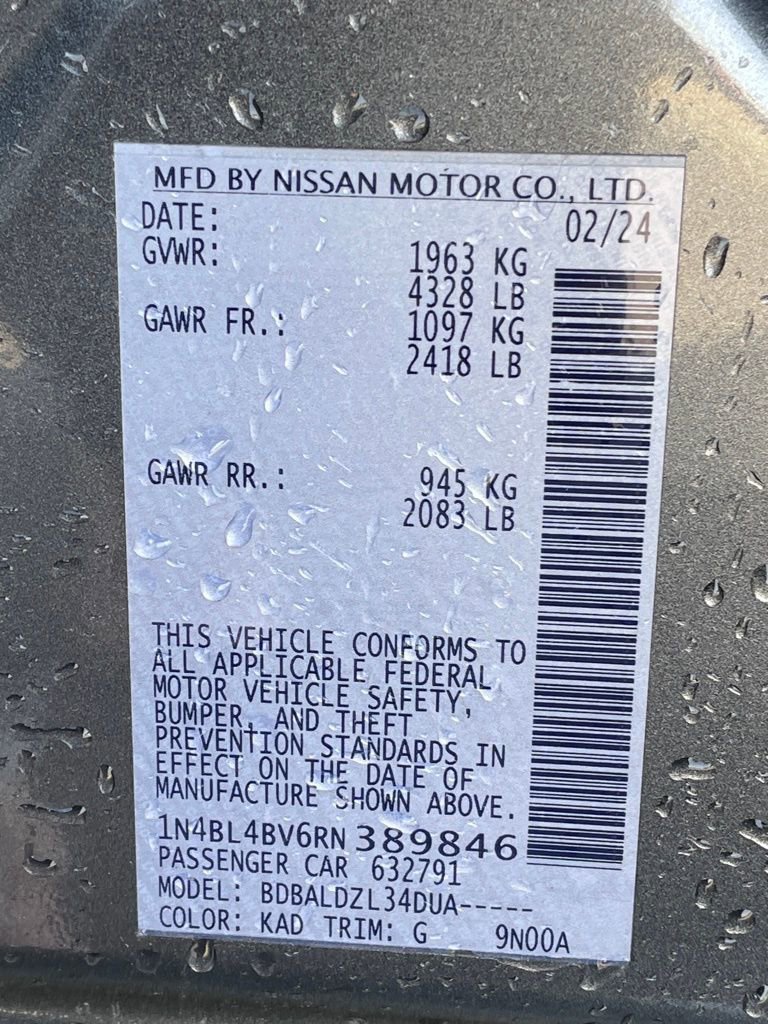 MFD BY NISSAN MOTOR CO., LTD.
DATE: 02/24
GVWR: 1963 KG
4328 LB
GAWR FR.: 1097 KG
2418 LB
GAWR RR.: 945 KG
2083 LB
THIS VEHICLE CONFORMS TO
ALL APPLICABLE FEDERAL
MOTOR VEHICLE SAFETY,
BUMPER, AND THEFT
PREVENTION STANDARDS IN
EFFECT ON THE DATE OF
MANUFACTURE SHOWN ABOVE.
1N4BL4BV6RN389846
PASSENGER CAR 632791
MODEL: BDBALDZL34DUA-----
COLOR: KAD TRIM: G 9N00A